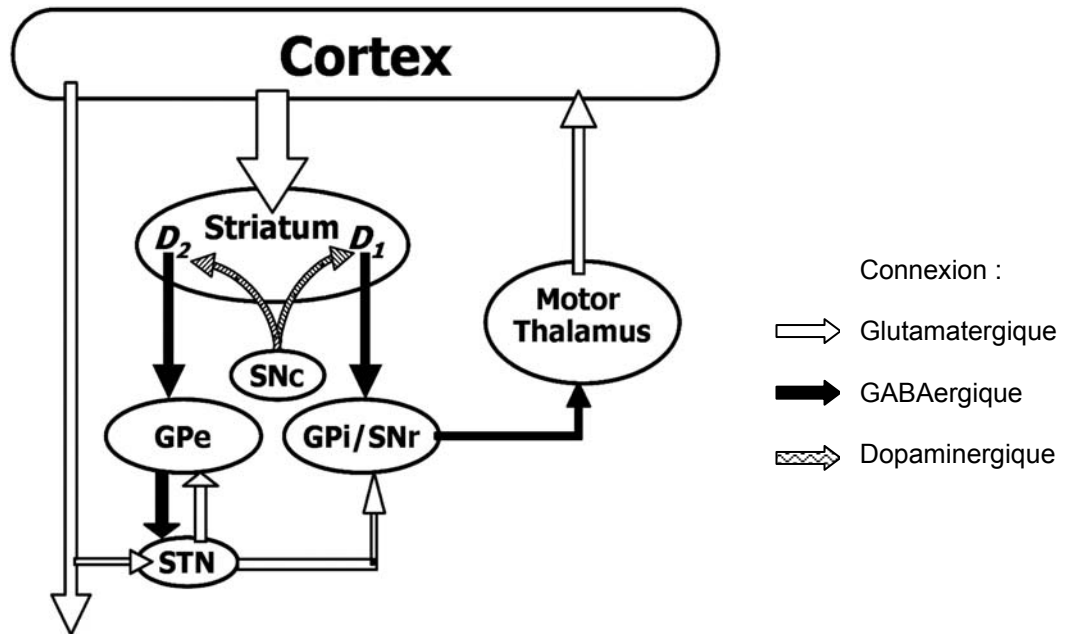 Cortex
Striatum
D2
D1
SNc
GPe
GPi/SNr
STN
Motor
Thalamus
Connexion :
Glutamatergique
GABAergique
Dopaminergique